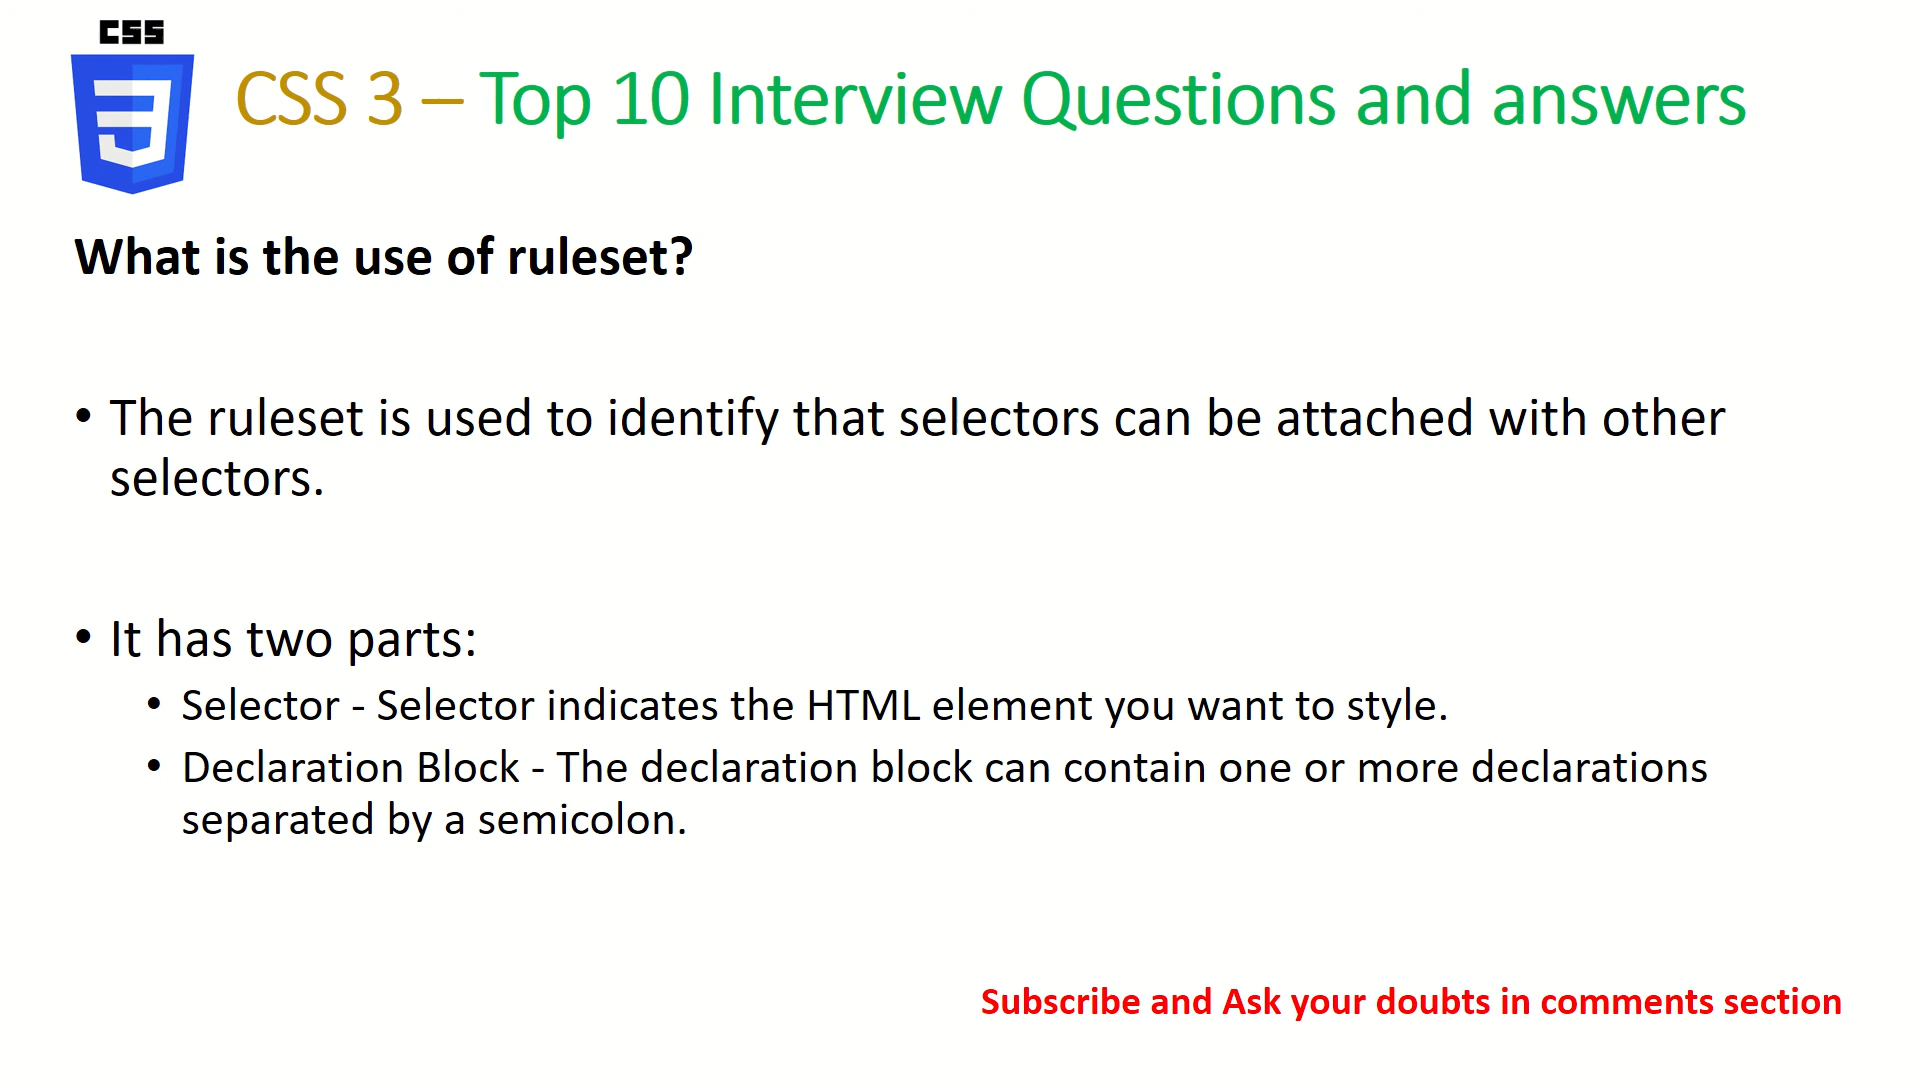 CSS
CSS 3 – Top 10 Interview Questions and answers
What is the use of ruleset?
• The ruleset is used to identify that selectors can be attached with other
selectors.
• It has two parts:
• Selector - Selector indicates the HTML element you want to style.
• Declaration Block - The declaration block can contain one or more declarations
separated by a semicolon.
Subscribe and Ask your doubts in comments section